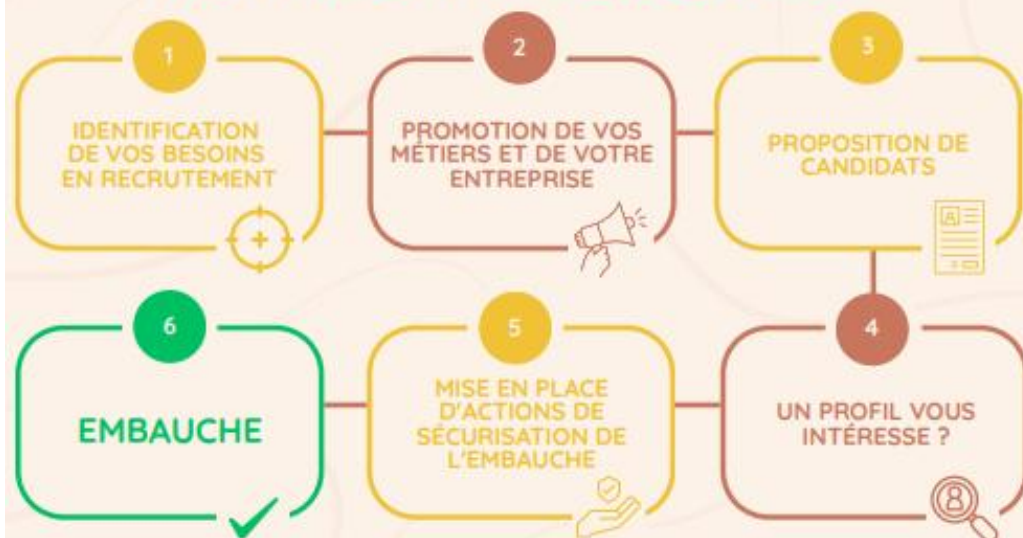 1
IDENTIFICATION
DE VOS BESOINS
EN RECRUTEMENT
2
PROMOTION DE VOS
MÉTIERS ET DE VOTRE
ENTREPRISE
3
PROPOSITION DE
CANDIDATS
4
UN PROFIL VOUS
INTÉRESSE ?
5
MISE EN PLACE
D'ACTIONS DE
SÉCURISATION DE
L'EMBAUCHE
6
EMBAUCHE